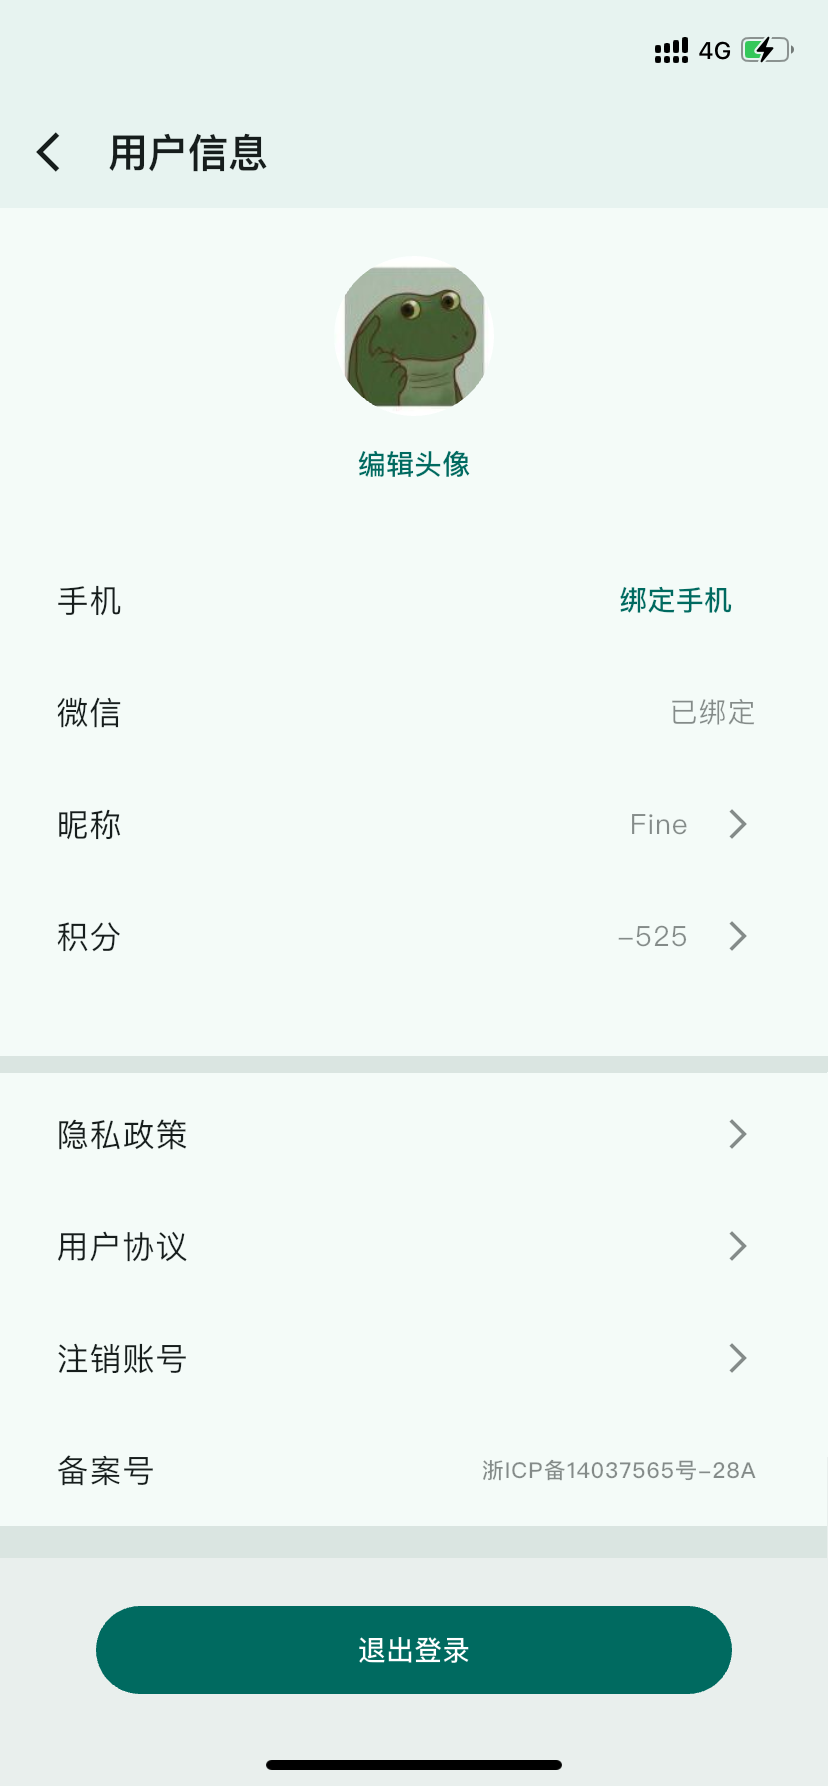 4G
用户信息
编辑头像
手机 绑定手机
微信 已绑定
昵称 Fine
积分 -525
隐私政策
用户协议
注销账号
备案号 浙ICP备14037565号-28A
退出登录